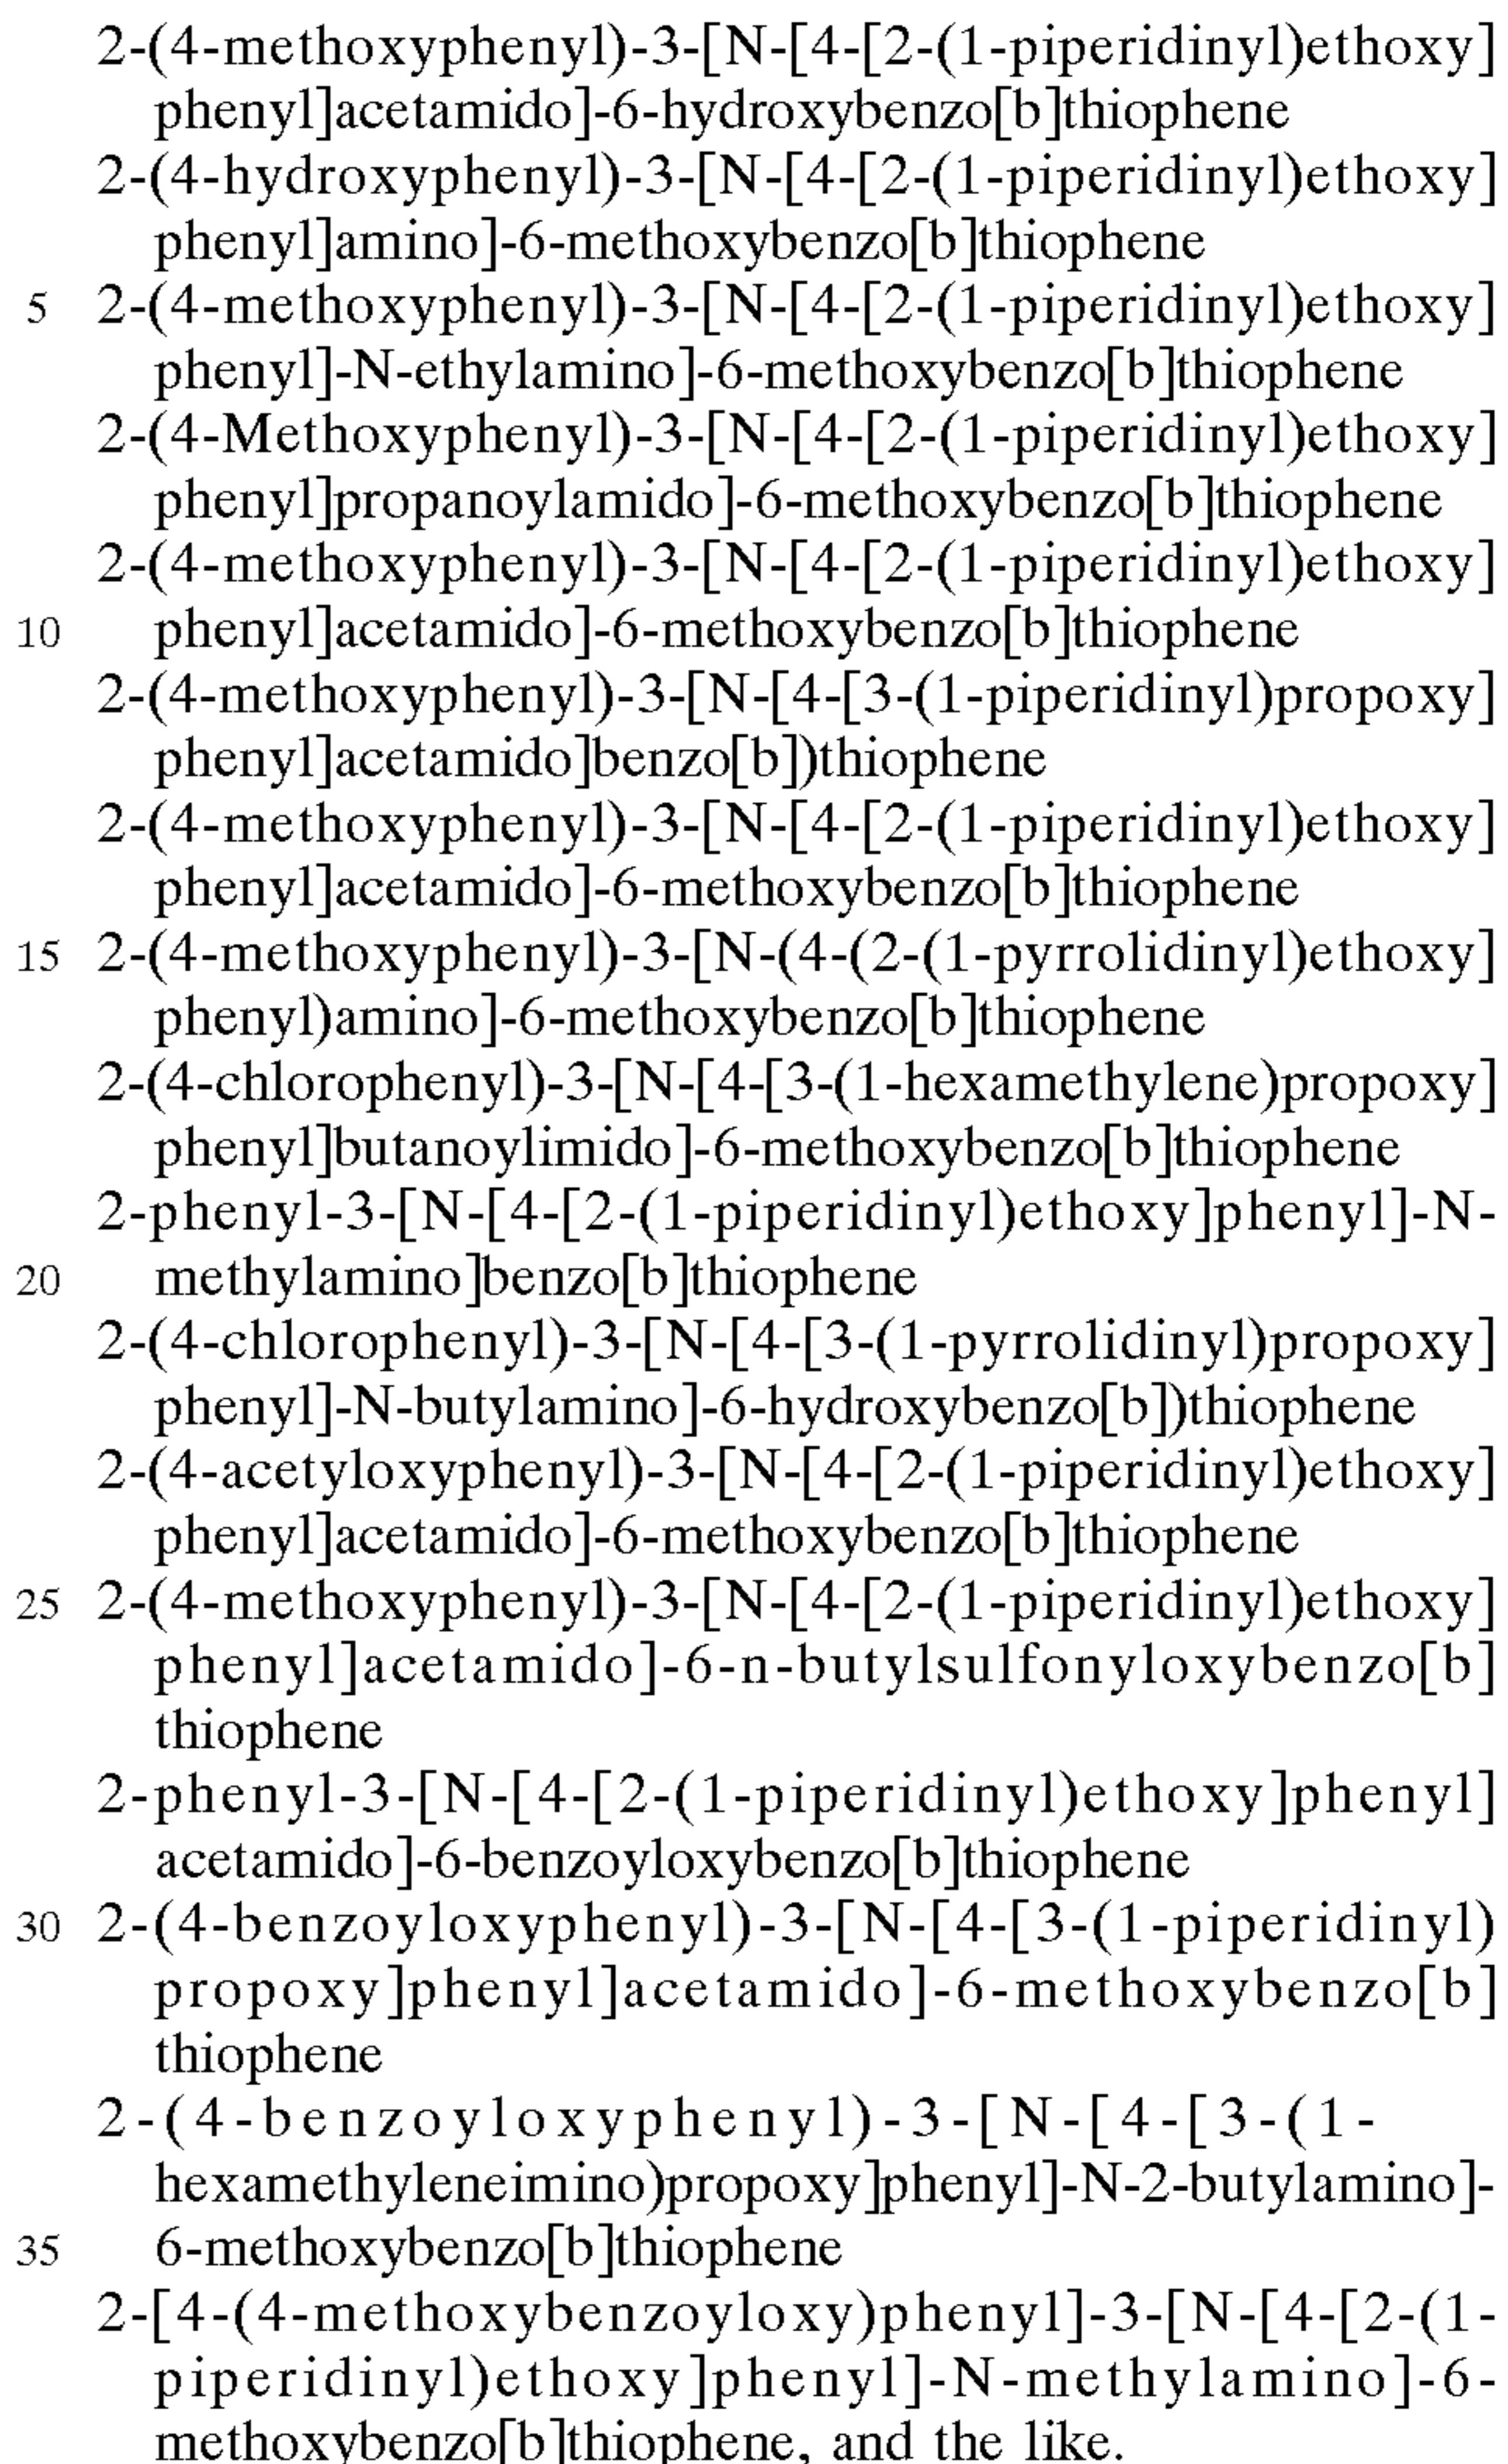 2-(4-methoxyphenyl)-3-[N-[4-[2-(1-piperidinyl)ethoxy]
phenyl]acetamido]-6-hydroxybenzo[b]thiophene
2-(4-hydroxyphenyl)-3-[N-[4-[2-(1-piperidinyl)ethoxy]
phenyl]amino]-6-methoxybenzo[b]thiophene
5 2-(4-methoxyphenyl)-3-[N-[4-[2-(1-piperidinyl)ethoxy]
phenyl]-N-ethylamino]-6-methoxybenzo[b]thiophene
2-(4-Methoxyphenyl)-3-[N-[4-[2-(1-piperidinyl)ethoxy]
phenyl]propanoylamido]-6-methoxybenzo[b]thiophene
2-(4-methoxyphenyl)-3-[N-[4-[2-(1-piperidinyl)ethoxy]
10 phenyl]acetamido]-6-methoxybenzo[b]thiophene
2-(4-methoxyphenyl)-3-[N-[4-[3-(1-piperidinyl)propoxy]
phenyl]acetamido]benzo[b])thiophene
2-(4-methoxyphenyl)-3-[N-[4-[2-(1-piperidinyl)ethoxy]
phenyl]acetamido]-6-methoxybenzo[b]thiophene
15 2-(4-methoxyphenyl)-3-[N-(4-(2-(1-pyrrolidinyl)ethoxy]
phenyl)amino]-6-methoxybenzo[b]thiophene
2-(4-chlorophenyl)-3-[N-[4-[3-(1-hexamethylene)propoxy]
phenyl]butanoylimido]-6-methoxybenzo[b]thiophene
2-phenyl-3-[N-[4-[2-(1-piperidinyl)ethoxy]phenyl]-N-
20 methylamino]benzo[b]thiophene
2-(4-chlorophenyl)-3-[N-[4-[3-(1-pyrrolidinyl)propoxy]
phenyl]-N-butylamino]-6-hydroxybenzo[b])thiophene
2-(4-acetyloxyphenyl)-3-[N-[4-[2-(1-piperidinyl)ethoxy]
phenyl]acetamido]-6-methoxybenzo[b]thiophene
25 2-(4-methoxyphenyl)-3-[N-[4-[2-(1-piperidinyl)ethoxy]
phenyl]acetamido]-6-n-butylsulfonyloxybenzo[b]
thiophene
2-phenyl-3-[N-[4-[2-(1-piperidinyl)ethoxy]phenyl]
acetamido]-6-benzoyloxybenzo[b]thiophene
30 2-(4-benzoyloxyphenyl)-3-[N-[4-[3-(1-piperidinyl)
propoxy]phenyl]acetamido]-6-methoxybenzo[b]
thiophene
2-(4-benzoyloxyphenyl)-3-[N-[4-[3-(1-
hexamethyleneimino)propoxy]phenyl]-N-2-butylamino]-
35 6-methoxybenzo[b]thiophene
2-[4-(4-methoxybenzoyloxy)phenyl]-3-[N-[4-[2-(1-
piperidinyl)ethoxy]phenyl]-N-methylamino]-6-
methoxybenzo[b]thiophene, and the like.